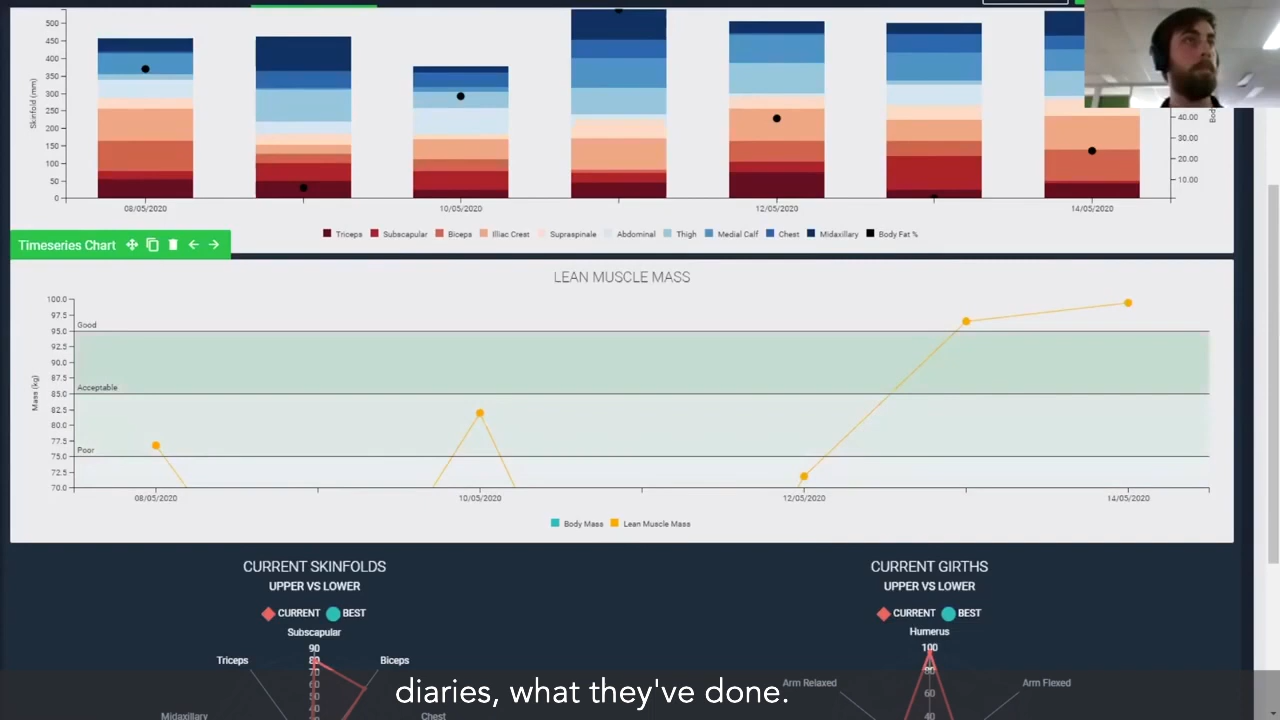 500
450
400
350
300
250
200
150
100
50
0
Skinfold (mm)
40.00
30.00
20.00
10.00
08/05/2020
10/05/2020
12/05/2020
14/05/2020
Triceps Subscapular Biceps Illiac Crest Supraspinale Abdominal Thigh Medial Calf Chest Midaxillary Body Fat %
Timeseries Chart
LEAN MUSCLE MASS
100.0
97.5
95.0
92.5
90.0
87.5
85.0
82.5
80.0
77.5
75.0
72.5
70.0
Mass (kg)
Good
Acceptable
Poor
08/05/2020
10/05/2020
12/05/2020
14/05/2020
Body Mass Lean Muscle Mass
CURRENT SKINFOLDS
UPPER VS LOWER
CURRENT BEST
Subscapular
90
80
70
60
50
40
30
Triceps
Biceps
Midaxillary
Chest
CURRENT GIRTHS
UPPER VS LOWER
CURRENT BEST
Humerus
100
80
60
40
Arm Relaxed
Arm Flexed
diaries, what they've done.